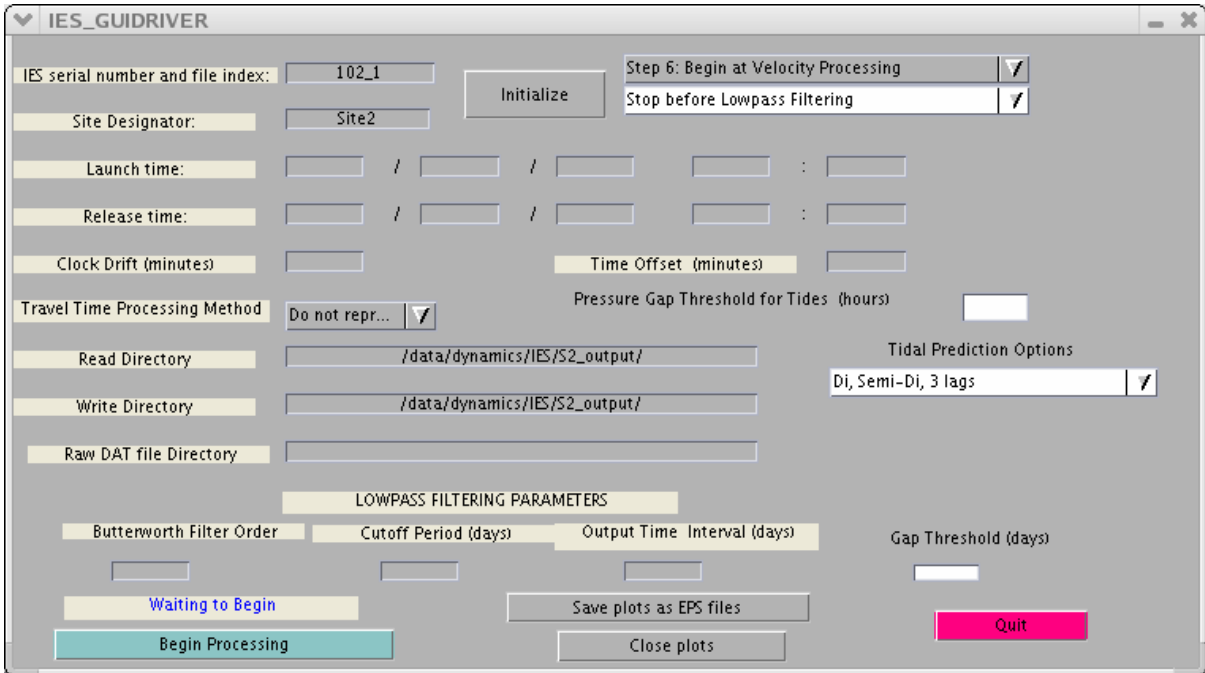 IES_GUIDRIVER
IES serial number and file index: 102_1
Initialize
Step 6: Begin at Velocity Processing
Stop before Lowpass Filtering
Site Designator: Site2
Launch time: / / :
Release time: / / :
Clock Drift (minutes) Time Offset (minutes)
Travel Time Processing Method Do not repr... Pressure Gap Threshold for Tides (hours)
Read Directory /data/dynamics/IES/S2_output/ Tidal Prediction Options
Di, Semi-Di, 3 lags
Write Directory /data/dynamics/IES/S2_output/
Raw DAT file Directory
LOWPASS FILTERING PARAMETERS
Butterworth Filter Order Cutoff Period (days) Output Time Interval (days) Gap Threshold (days)
Waiting to Begin Save plots as EPS files Quit
Begin Processing Close plots